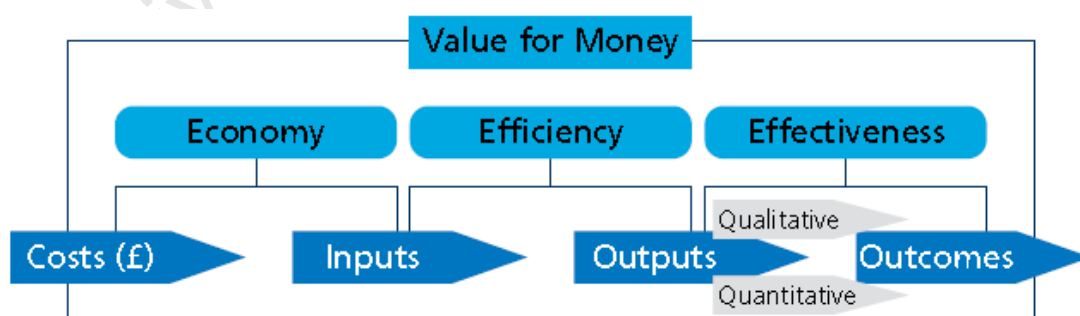 Value for Money
Economy
Efficiency
Effectiveness
Qualitative
Costs (£)
Inputs
Outputs
Outcomes
Quantitative